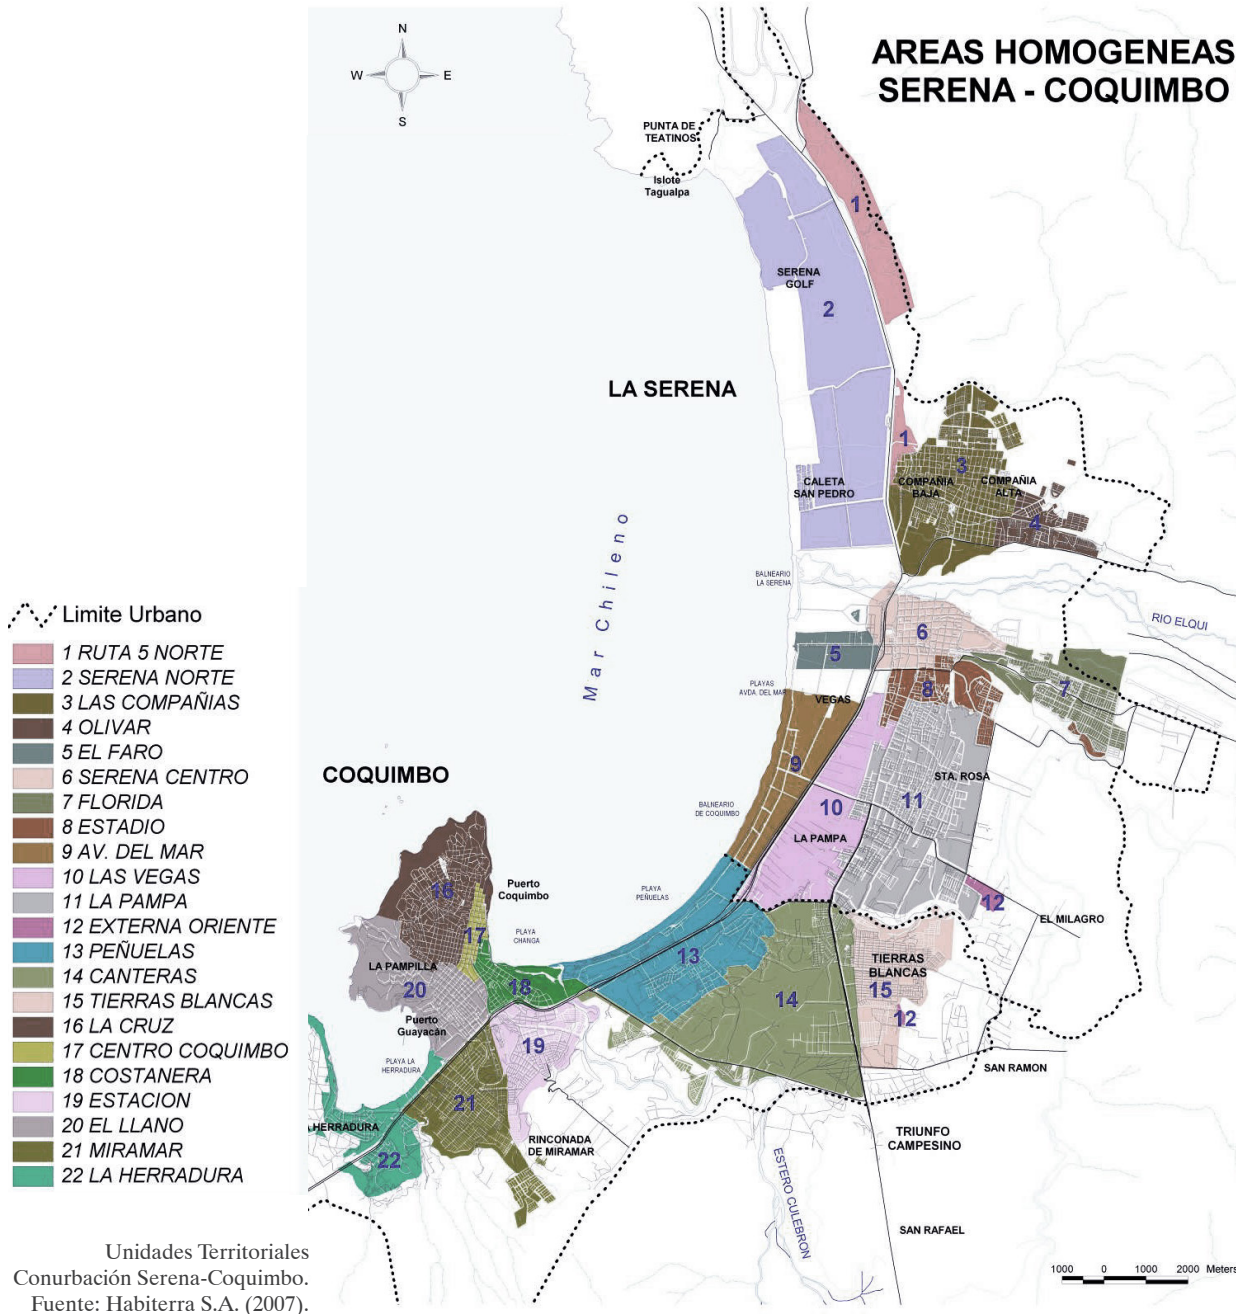 AREAS HOMOGENEAS
SERENA - COQUIMBO
N
W
E
S
PUNTA DE
TEATINOS
Islote
Tagualpa
1
SERENA
GOLF
2
LA SERENA
1
3
COMPAÑIA
BAJA
COMPAÑIA
ALTA
CALETA
SAN PEDRO
4
Mar Chileno
BALNEARIO
LA SERENA
RIO ELQUI
6
5
PLAYAS
AVDA. DEL MAR
VEGAS
8
7
COQUIMBO
9
STA. ROSA
10
11
BALNEARIO
DE COQUIMBO
LA PAMPA
16
Puerto
Coquimbo
PLAYA
PEÑUELAS
12
EL MILAGRO
17
PLAYA
CHANGA
13
LA PAMPILLA
20
18
TIERRAS
BLANCAS
15
14
12
Puerto
Guayacán
19
PLAYA LA
HERRADURA
SAN RAMON
21
A HERRADURA
RINCONADA
DE MIRAMAR
TRIUNFO
CAMPESINO
22
ESTERO CULEBRON
SAN RAFAEL
1000 0 1000 2000 Meters
Limite Urbano
1 RUTA 5 NORTE
2 SERENA NORTE
3 LAS COMPAÑIAS
4 OLIVAR
5 EL FARO
6 SERENA CENTRO
7 FLORIDA
8 ESTADIO
9 AV. DEL MAR
10 LAS VEGAS
11 LA PAMPA
12 EXTERNA ORIENTE
13 PEÑUELAS
14 CANTERAS
15 TIERRAS BLANCAS
16 LA CRUZ
17 CENTRO COQUIMBO
18 COSTANERA
19 ESTACION
20 EL LLANO
21 MIRAMAR
22 LA HERRADURA
Unidades Territoriales
Conurbación Serena-Coquimbo.
Fuente: Habiterra S.A. (2007).